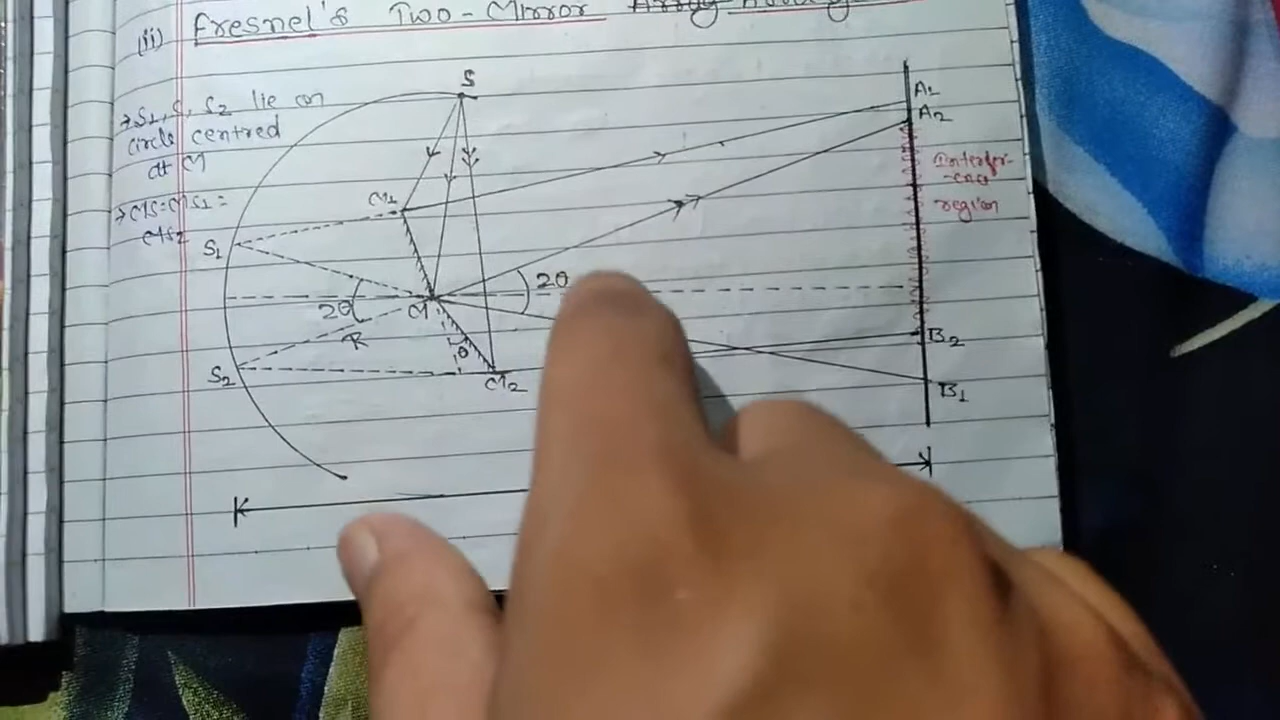 (ii) Fresnel's Two-Mirror
→ S1, S, S2 lie on
circle centred
at M
→ MS=MS1=
MS2
S
M1
S1
M
2θ
R
S2
θ
M2
2θ
A1
A2
Interfer-
-ence
region
B2
B1